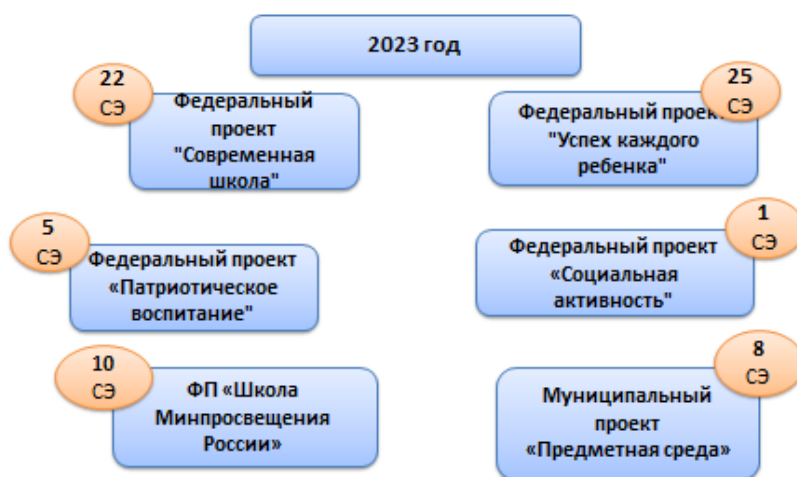 2023 год
22
СЭ
Федеральный
проект
"Современная
школа"
25
СЭ
Федеральный проект
"Успех каждого
ребенка"
5
СЭ
Федеральный проект
«Патриотическое
воспитание"
1
СЭ
Федеральный проект
«Социальная
активность"
10
СЭ
ФП «Школа
Минпросвещения
России»
8
СЭ
Муниципальный
проект
«Предметная среда»